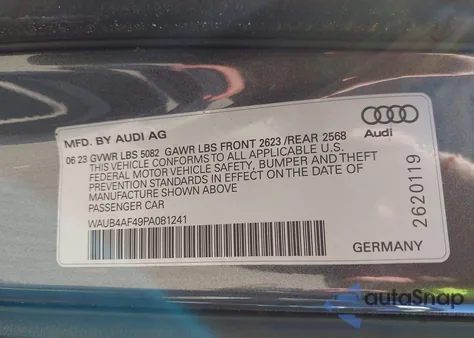 MFD. BY AUDI AG
06 23 GVWR LBS 5082 GAWR LBS FRONT 2623 /REAR 2568
THIS VEHICLE CONFORMS TO ALL APPLICABLE U.S.
FEDERAL MOTOR VEHICLE SAFETY, BUMPER AND THEFT
PREVENTION STANDARDS IN EFFECT ON THE DATE OF
MANUFACTURE SHOWN ABOVE
PASSENGER CAR
WAUB4AF49PA081241
Audi
2620119
GERMANY
autoSnap